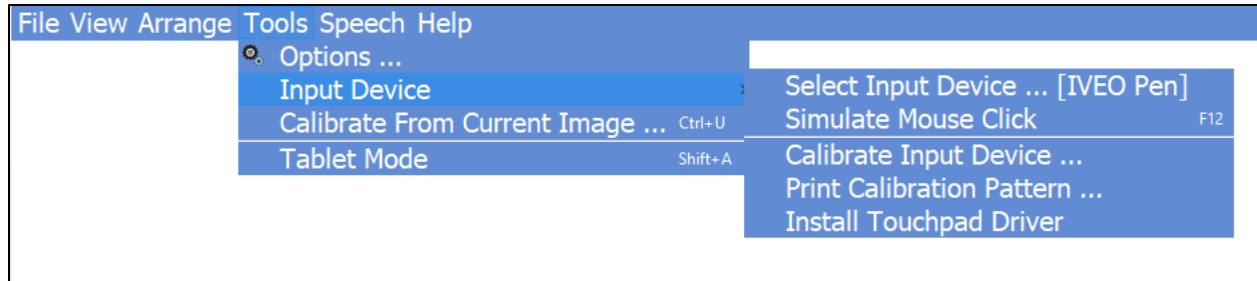 File View Arrange Tools Speech Help
Options ...
Input Device
Calibrate From Current Image ... Ctrl+U
Tablet Mode Shift+A
Select Input Device ... [IVEO Pen]
Simulate Mouse Click F12
Calibrate Input Device ...
Print Calibration Pattern ...
Install Touchpad Driver